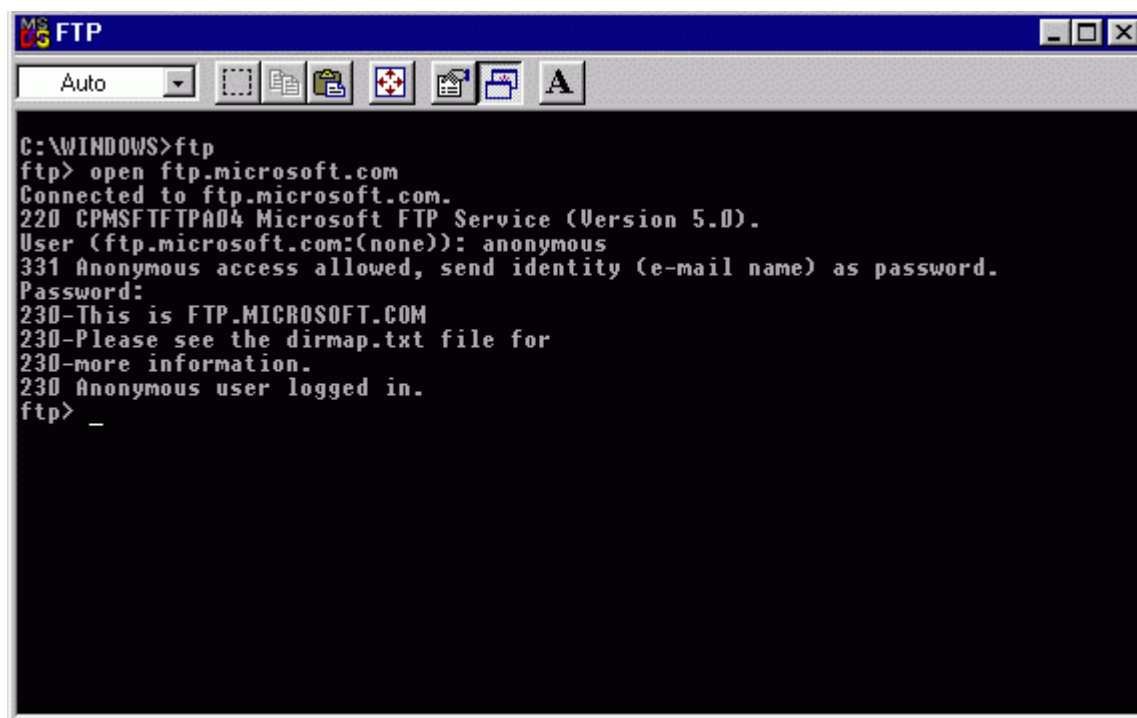 FTP
Auto
A
C:\WINDOWS>ftp
ftp> open ftp.microsoft.com
Connected to ftp.microsoft.com.
220 CPMSFTFTPA04 Microsoft FTP Service (Version 5.0).
User (ftp.microsoft.com:(none)): anonymous
331 Anonymous access allowed, send identity (e-mail name) as password.
Password:
230-This is FTP.MICROSOFT.COM
230-Please see the dirmap.txt file for
230-more information.
230 Anonymous user logged in.
ftp> _